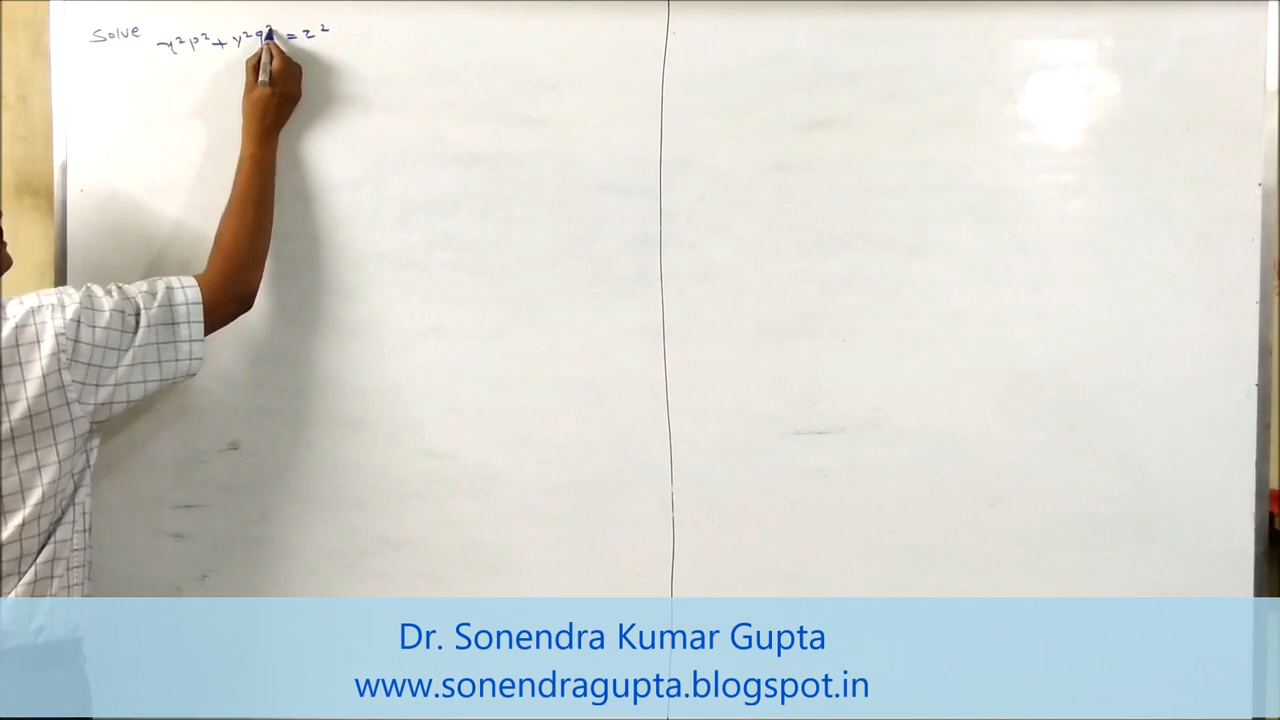 Solve x²p² + y²q² = z²
Dr. Sonendra Kumar Gupta
www.sonendragupta.blogspot.in